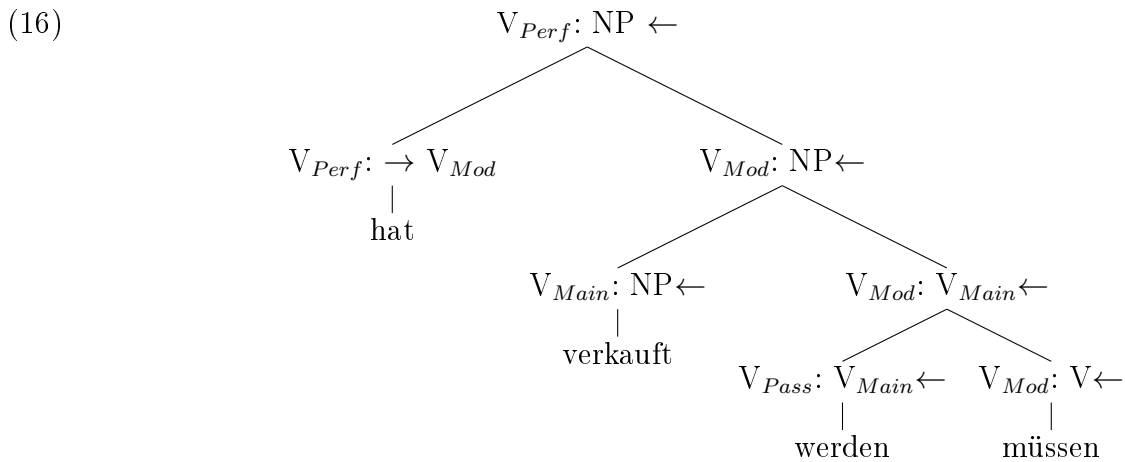 (16)
V_Perf: NP ←
V_Perf: → V_Mod
V_Mod: NP←
hat
V_Main: NP←
V_Mod: V_Main←
verkauft
V_Pass: V_Main←
V_Mod: V←
werden
müssen